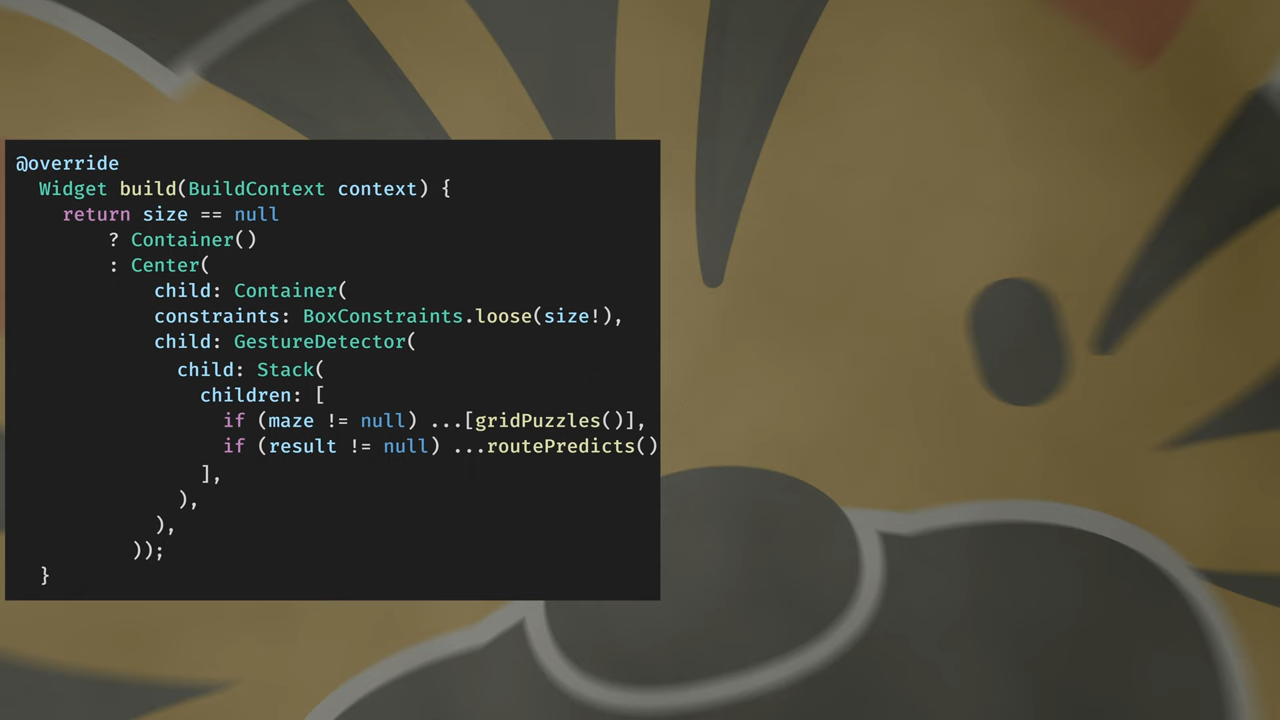 @override
Widget build(BuildContext context) {
return size == null
? Container()
: Center(
child: Container(
constraints: BoxConstraints.loose(size!),
child: GestureDetector(
child: Stack(
children: [
if (maze != null) ...[gridPuzzles()],
if (result != null) ...routePredicts()
],
),
),
));
}